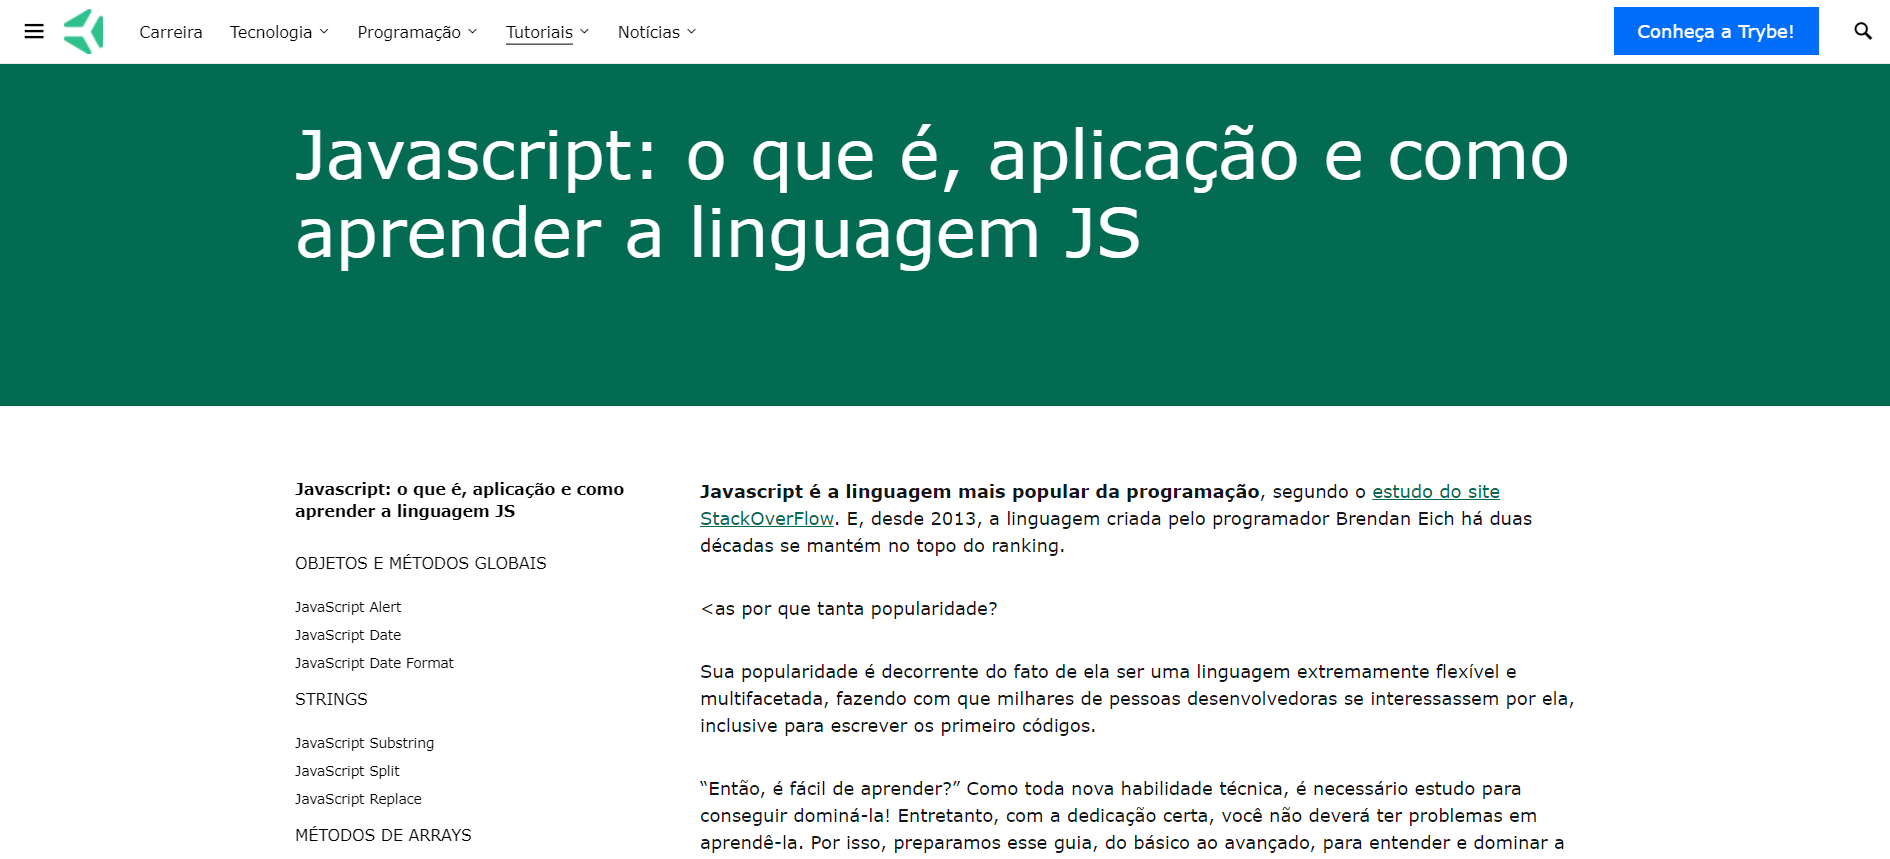 Carreira Tecnologia Programação Tutoriais Notícias Conheça a Trybe!
Javascript: o que é, aplicação e como
aprender a linguagem JS
Javascript: o que é, aplicação e como
aprender a linguagem JS
OBJETOS E MÉTODOS GLOBAIS
JavaScript Alert
JavaScript Date
JavaScript Date Format
STRINGS
JavaScript Substring
JavaScript Split
JavaScript Replace
MÉTODOS DE ARRAYS
Javascript é a linguagem mais popular da programação, segundo o estudo do site
StackOverFlow. E, desde 2013, a linguagem criada pelo programador Brendan Eich há duas
décadas se mantém no topo do ranking.
<as por que tanta popularidade?
Sua popularidade é decorrente do fato de ela ser uma linguagem extremamente flexível e
multifacetada, fazendo com que milhares de pessoas desenvolvedoras se interessassem por ela,
inclusive para escrever os primeiro códigos.
“Então, é fácil de aprender?” Como toda nova habilidade técnica, é necessário estudo para
conseguir dominá-la! Entretanto, com a dedicação certa, você não deverá ter problemas em
aprendê-la. Por isso, preparamos esse guia, do básico ao avançado, para entender e dominar a